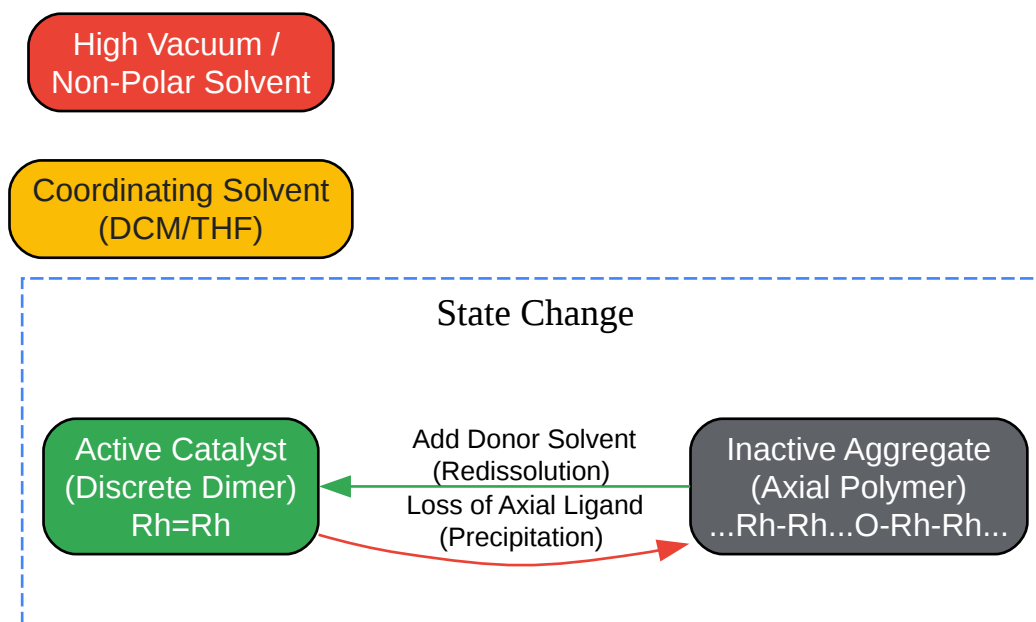 High Vacuum /
Non-Polar Solvent
Coordinating Solvent
(DCM/THF)
State Change
Active Catalyst
(Discrete Dimer)
Rh=Rh
Add Donor Solvent
(Redissolution)
Loss of Axial Ligand
(Precipitation)
Inactive Aggregate
(Axial Polymer)
...Rh-Rh...O-Rh-Rh...